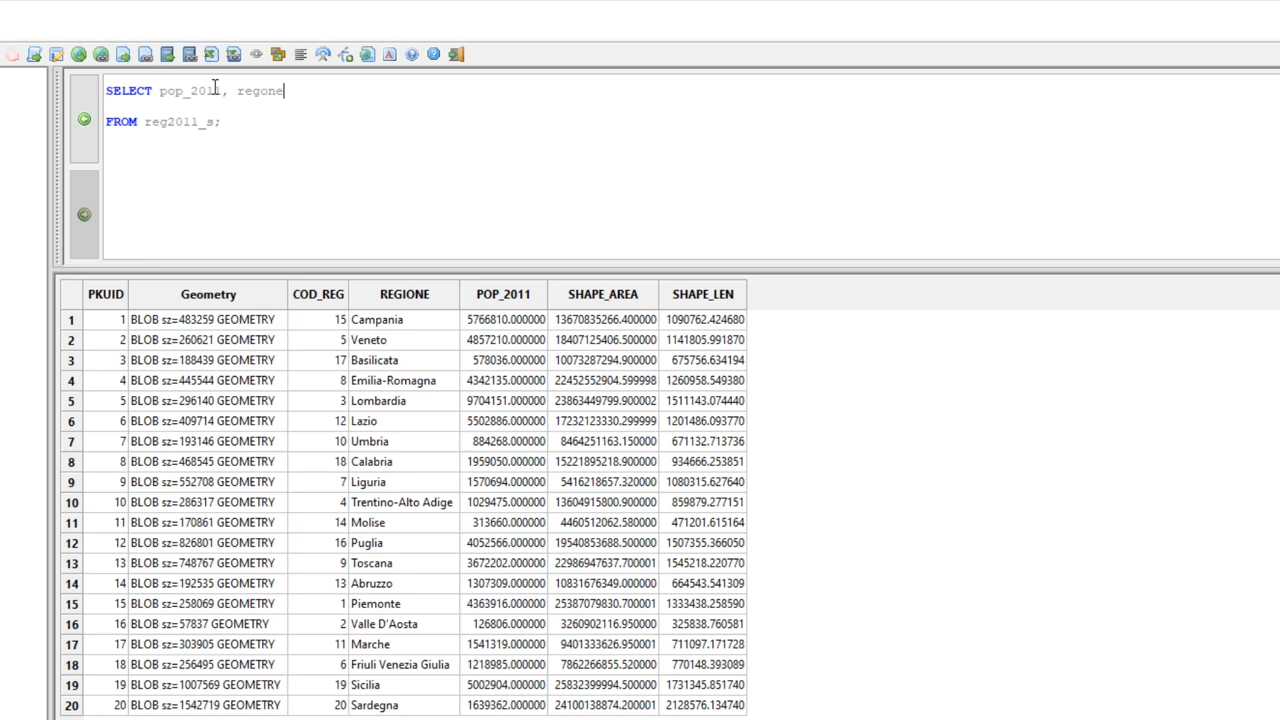 SELECT pop_2011, regone
FROM reg2011_s;
PKUID Geometry COD_REG REGIONE POP_2011 SHAPE_AREA SHAPE_LEN
1 1 BLOB sz=483259 GEOMETRY 15 Campania 5766810.000000 13670835266.400000 1090762.424680
2 2 BLOB sz=260621 GEOMETRY 5 Veneto 4857210.000000 18407125406.500000 1141805.991870
3 3 BLOB sz=188439 GEOMETRY 17 Basilicata 578036.000000 10073287294.900000 675756.634194
4 4 BLOB sz=445544 GEOMETRY 8 Emilia-Romagna 4342135.000000 22452552904.599998 1260958.549380
5 5 BLOB sz=296140 GEOMETRY 3 Lombardia 9704151.000000 23863449799.900002 1511143.074440
6 6 BLOB sz=409714 GEOMETRY 12 Lazio 5502886.000000 17232123330.299999 1201486.093770
7 7 BLOB sz=193146 GEOMETRY 10 Umbria 884268.000000 8464251163.150000 671132.713736
8 8 BLOB sz=468545 GEOMETRY 18 Calabria 1959050.000000 15221895218.900000 934666.253851
9 9 BLOB sz=552708 GEOMETRY 7 Liguria 1570694.000000 5416218657.320000 1080315.627640
10 10 BLOB sz=286317 GEOMETRY 4 Trentino-Alto Adige 1029475.000000 13604915800.900000 859879.277151
11 11 BLOB sz=170861 GEOMETRY 14 Molise 313660.000000 4460512062.580000 471201.615164
12 12 BLOB sz=826801 GEOMETRY 16 Puglia 4052566.000000 19540853688.500000 1507355.366050
13 13 BLOB sz=748767 GEOMETRY 9 Toscana 3672202.000000 22986947637.700001 1545218.220770
14 14 BLOB sz=192535 GEOMETRY 13 Abruzzo 1307309.000000 10831676349.000000 664543.541309
15 15 BLOB sz=258069 GEOMETRY 1 Piemonte 4363916.000000 25387079830.700001 1333438.258590
16 16 BLOB sz=57837 GEOMETRY 2 Valle D'Aosta 126806.000000 3260902116.950000 325838.760581
17 17 BLOB sz=303905 GEOMETRY 11 Marche 1541319.000000 9401333626.950001 711097.171728
18 18 BLOB sz=256495 GEOMETRY 6 Friuli Venezia Giulia 1218985.000000 7862266855.520000 770148.393089
19 19 BLOB sz=1007569 GEOMETRY 19 Sicilia 5002904.000000 25832399994.500000 1731345.851740
20 20 BLOB sz=1542719 GEOMETRY 20 Sardegna 1639362.000000 24100138874.200001 2128576.134740